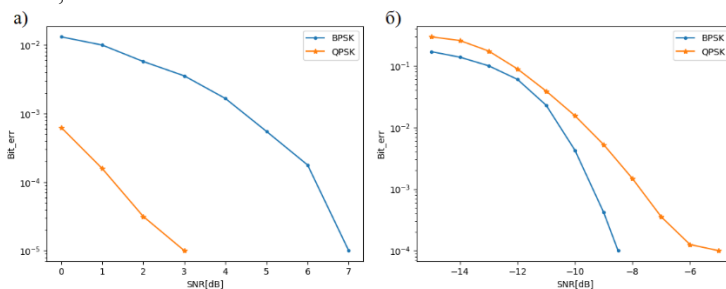 а)
BPSK
QPSK
10⁻²
10⁻³
10⁻⁴
10⁻⁵
Bit_err
0 1 2 3 4 5 6 7
SNR[dB]
б)
BPSK
QPSK
10⁻¹
10⁻²
10⁻³
10⁻⁴
Bit_err
−14 −12 −10 −8 −6
SNR[dB]